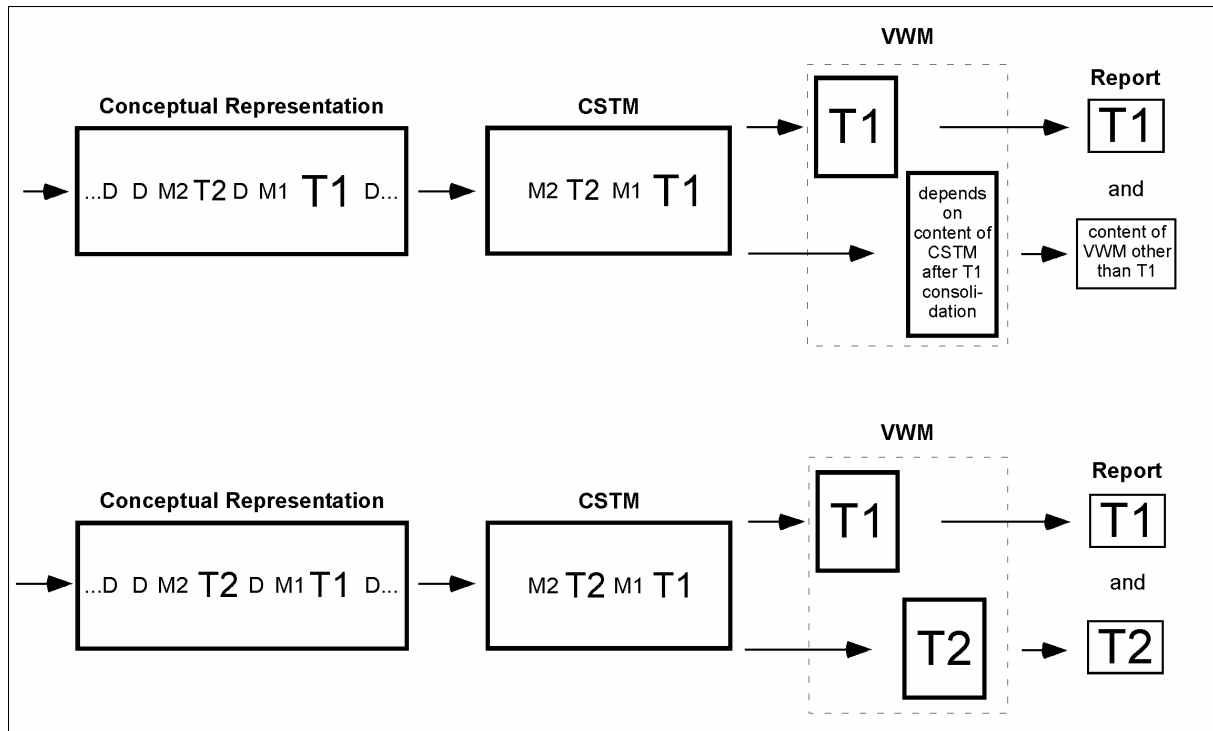 VWM
Conceptual Representation
CSTM
Report
...D D M2 T2 D M1 T1 D...
M2 T2 M1 T1
T1
T1
and
depends
on
content of
CSTM
after T1
consoli-
dation
content of
VWM other
than T1
VWM
Conceptual Representation
CSTM
Report
...D D M2 T2 D M1 T1 D...
M2 T2 M1 T1
T1
T1
and
T2
T2